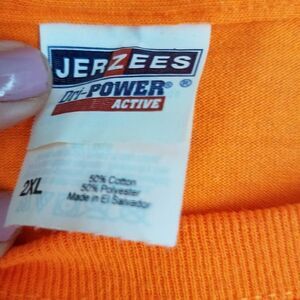 JERZEES
Dri-POWER®
ACTIVE
2XL
50% Cotton
50% Polyester
Made in El Salvador